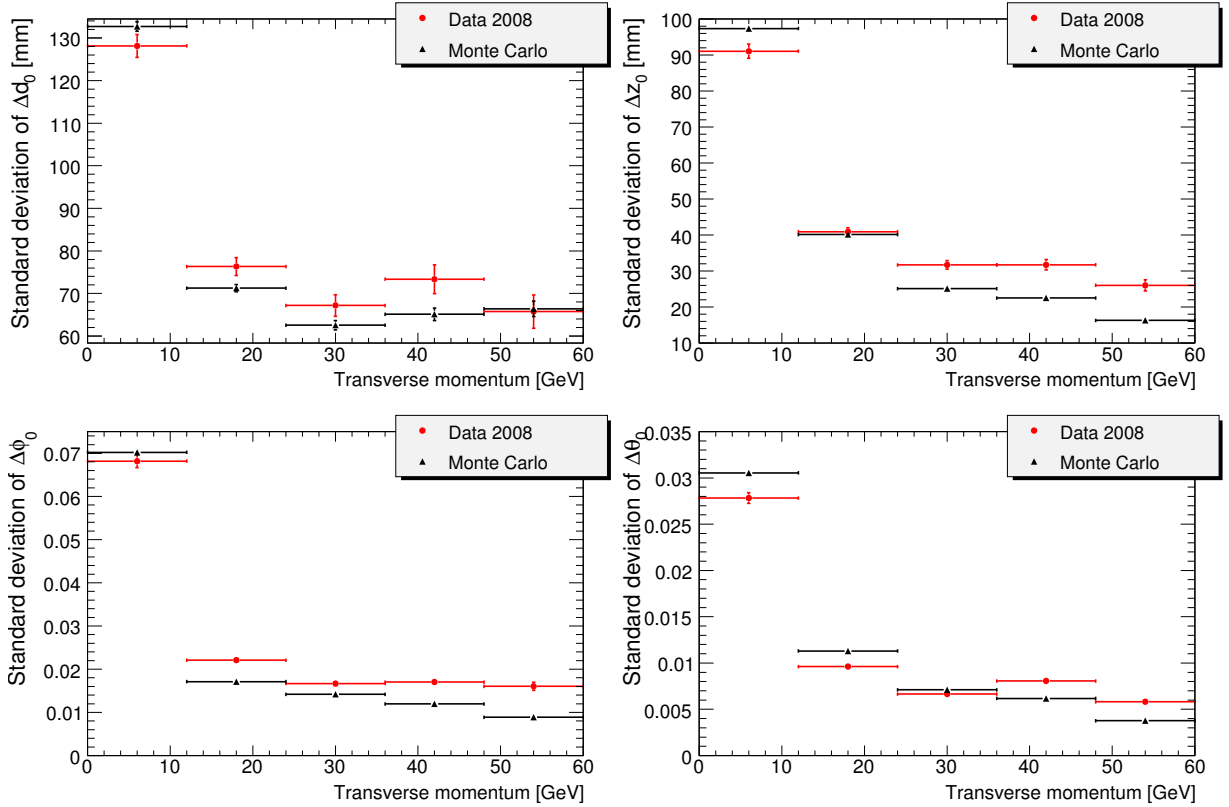 Data 2008
Monte Carlo
Standard deviation of Δd₀ [mm]
130
120
110
100
90
80
70
60
0 10 20 30 40 50 60
Transverse momentum [GeV]
Data 2008
Monte Carlo
Standard deviation of Δz₀ [mm]
100
90
80
70
60
50
40
30
20
10
0 10 20 30 40 50 60
Transverse momentum [GeV]
Data 2008
Monte Carlo
Standard deviation of Δϕ₀
0.07
0.06
0.05
0.04
0.03
0.02
0.01
0
0 10 20 30 40 50 60
Transverse momentum [GeV]
Data 2008
Monte Carlo
Standard deviation of Δθ₀
0.035
0.03
0.025
0.02
0.015
0.01
0.005
0
0 10 20 30 40 50 60
Transverse momentum [GeV]